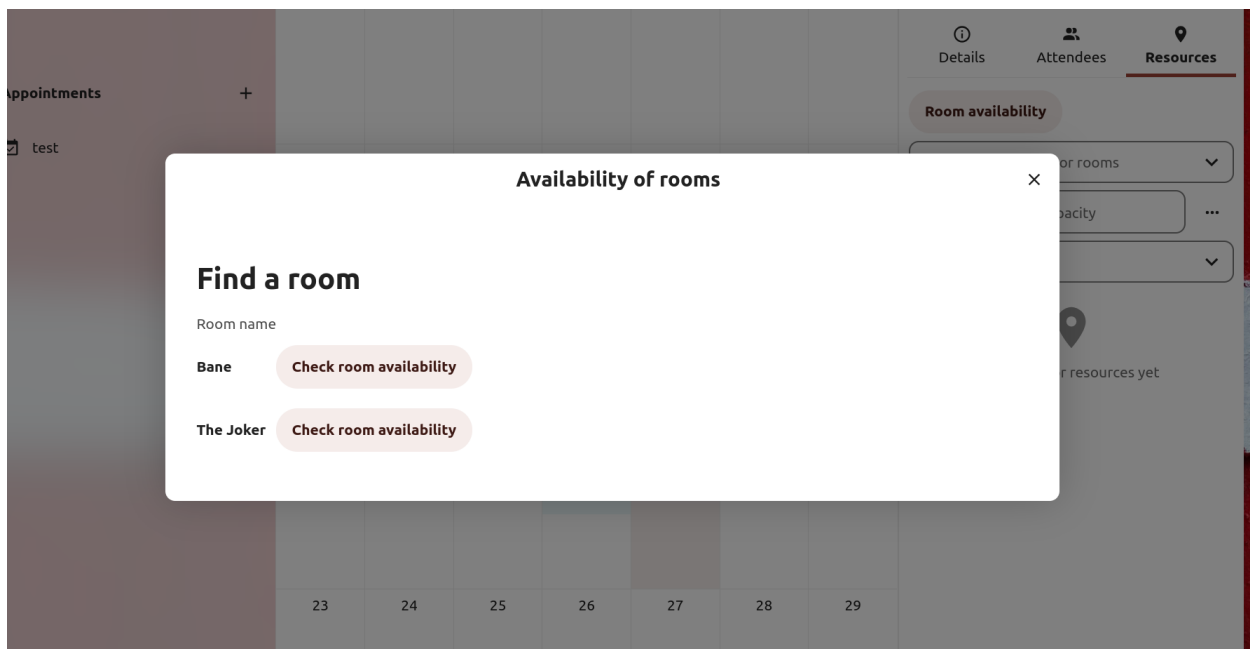 Details Attendees Resources
Appointments +
Room availability
test
or rooms
Availability of rooms
Find a room
Room name
Bane Check room availability
The Joker Check room availability
resources yet
23 24 25 26 27 28 29